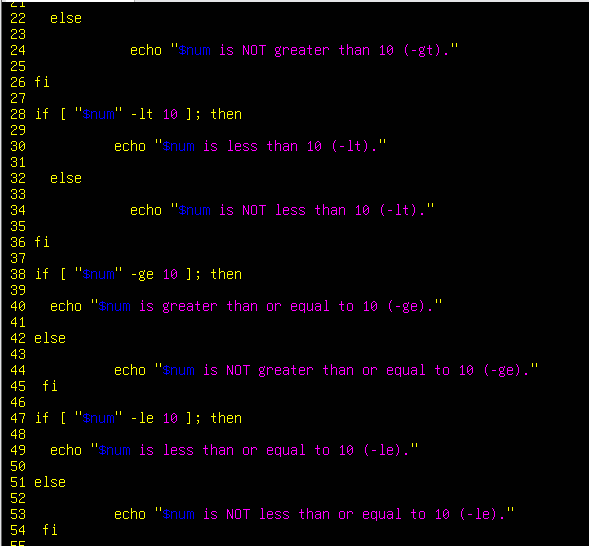 21
22 else
23
24 echo "$num is NOT greater than 10 (-gt)."
25
26 fi
27
28 if [ "$num" -lt 10 ]; then
29
30 echo "$num is less than 10 (-lt)."
31
32 else
33
34 echo "$num is NOT less than 10 (-lt)."
35
36 fi
37
38 if [ "$num" -ge 10 ]; then
39
40 echo "$num is greater than or equal to 10 (-ge)."
41
42 else
43
44 echo "$num is NOT greater than or equal to 10 (-ge)."
45 fi
46
47 if [ "$num" -le 10 ]; then
48
49 echo "$num is less than or equal to 10 (-le)."
50
51 else
52
53 echo "$num is NOT less than or equal to 10 (-le)."
54 fi
55